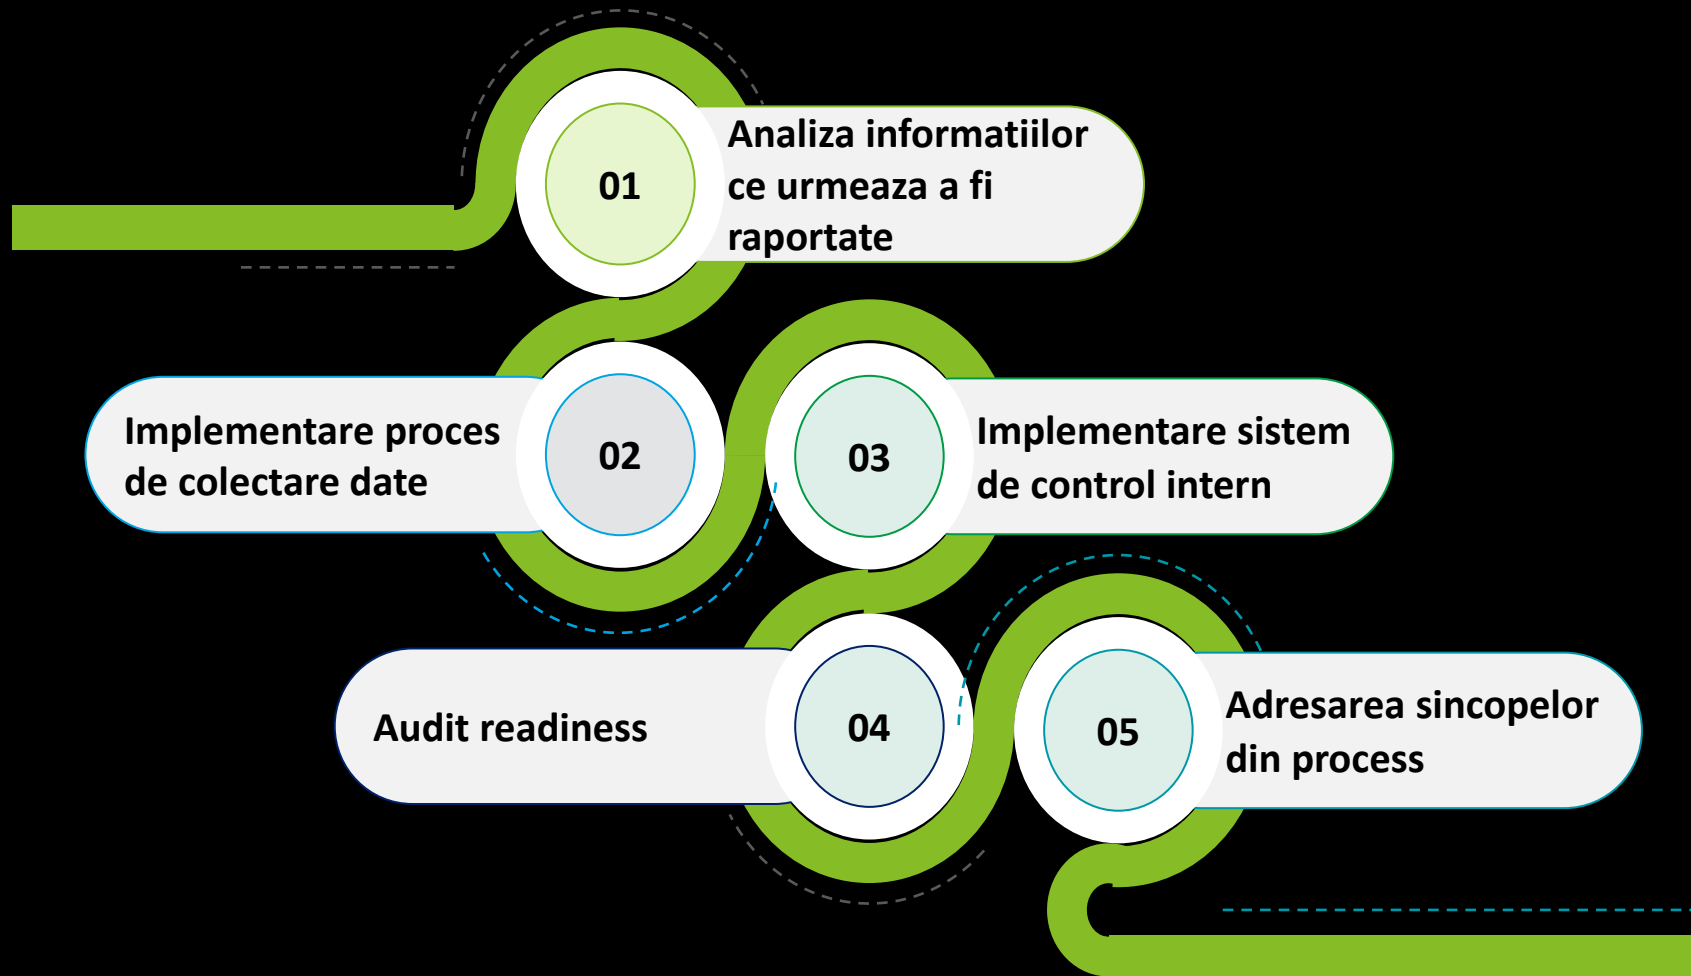 01
Analiza informatiilor
ce urmeaza a fi
raportate
Implementare proces
de colectare date
02
03
Implementare sistem
de control intern
Audit readiness
04
05
Adresarea sincopelor
din process